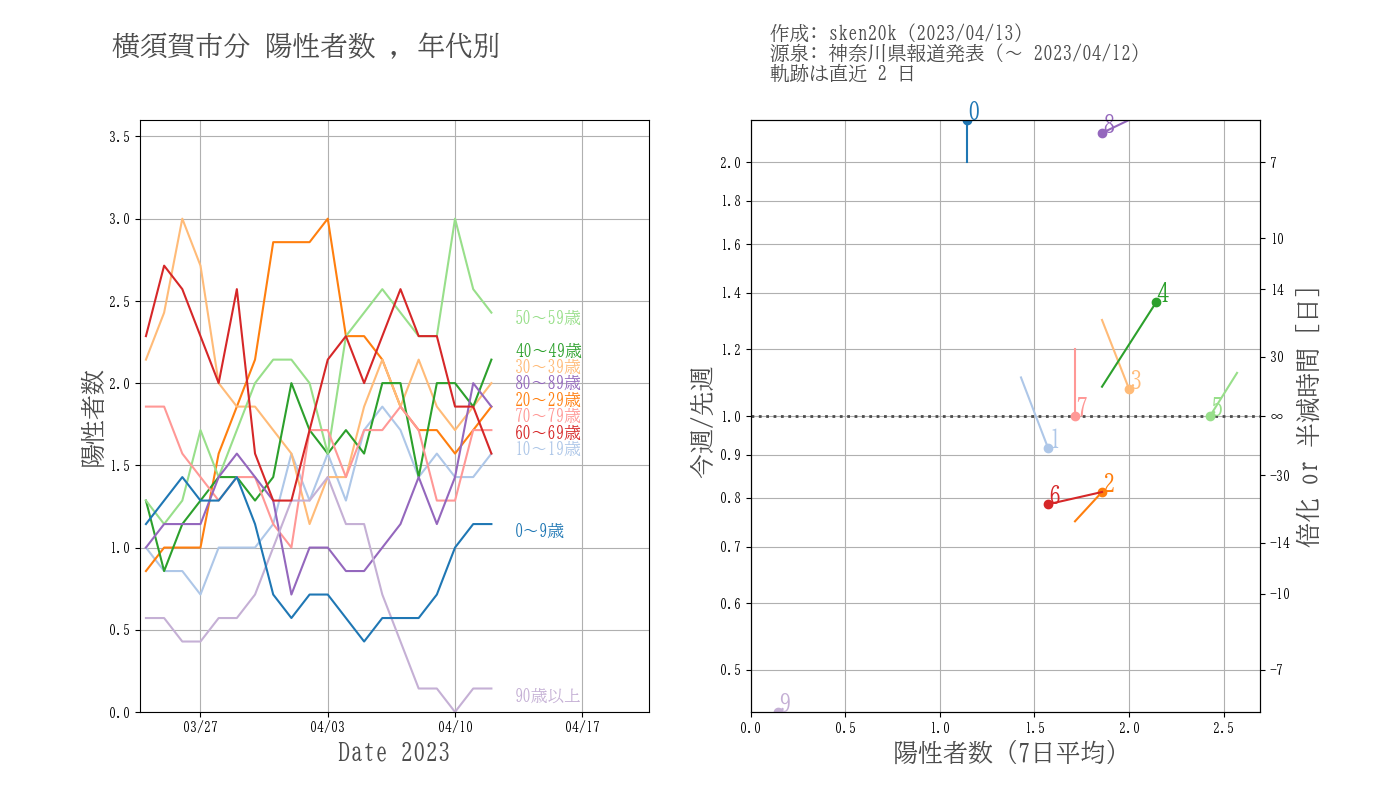 横須賀市分 陽性者数 , 年代別
作成: sken20k (2023/04/13)
源泉: 神奈川県報道発表 (～ 2023/04/12)
軌跡は直近 2 日
陽性者数
3.5
3.0
2.5
2.0
1.5
1.0
0.5
0.0
03/27
04/03
04/10
04/17
Date 2023
50～59歳
40～49歳
30～39歳
80～89歳
20～29歳
70～79歳
60～69歳
10～19歳
0～9歳
90歳以上
今週/先週
2.0
1.8
1.6
1.4
1.2
1.0
0.9
0.8
0.7
0.6
0.5
0
8
4
3
7
5
1
2
6
9
0.0
0.5
1.0
1.5
2.0
2.5
陽性者数 (7日平均)
7
10
14
30
∞
−30
−14
−10
−7
倍化 or 半減時間 [日]